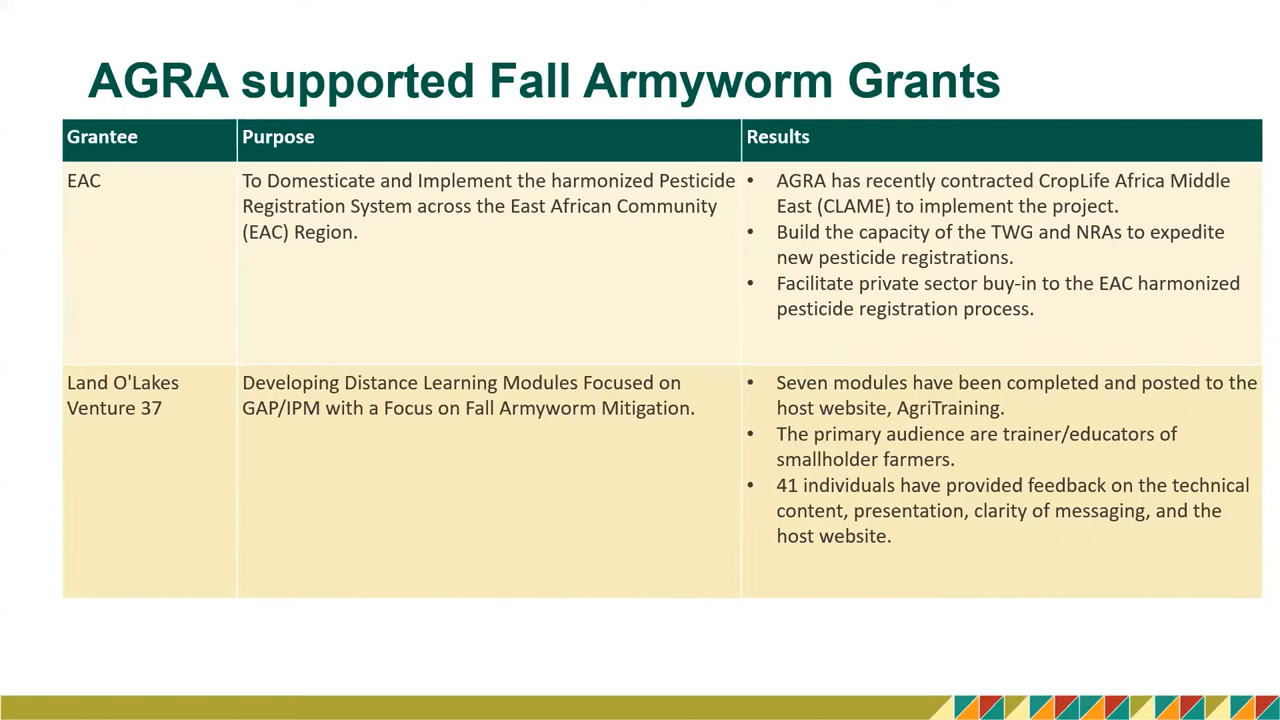 AGRA supported Fall Armyworm Grants
Grantee
Purpose
Results
EAC
To Domesticate and Implement the harmonized Pesticide
Registration System across the East African Community
(EAC) Region.
• AGRA has recently contracted CropLife Africa Middle
East (CLAME) to implement the project.
• Build the capacity of the TWG and NRAs to expedite
new pesticide registrations.
• Facilitate private sector buy-in to the EAC harmonized
pesticide registration process.
Land O'Lakes
Venture 37
Developing Distance Learning Modules Focused on
GAP/IPM with a Focus on Fall Armyworm Mitigation.
• Seven modules have been completed and posted to the
host website, AgriTraining.
• The primary audience are trainer/educators of
smallholder farmers.
• 41 individuals have provided feedback on the technical
content, presentation, clarity of messaging, and the
host website.